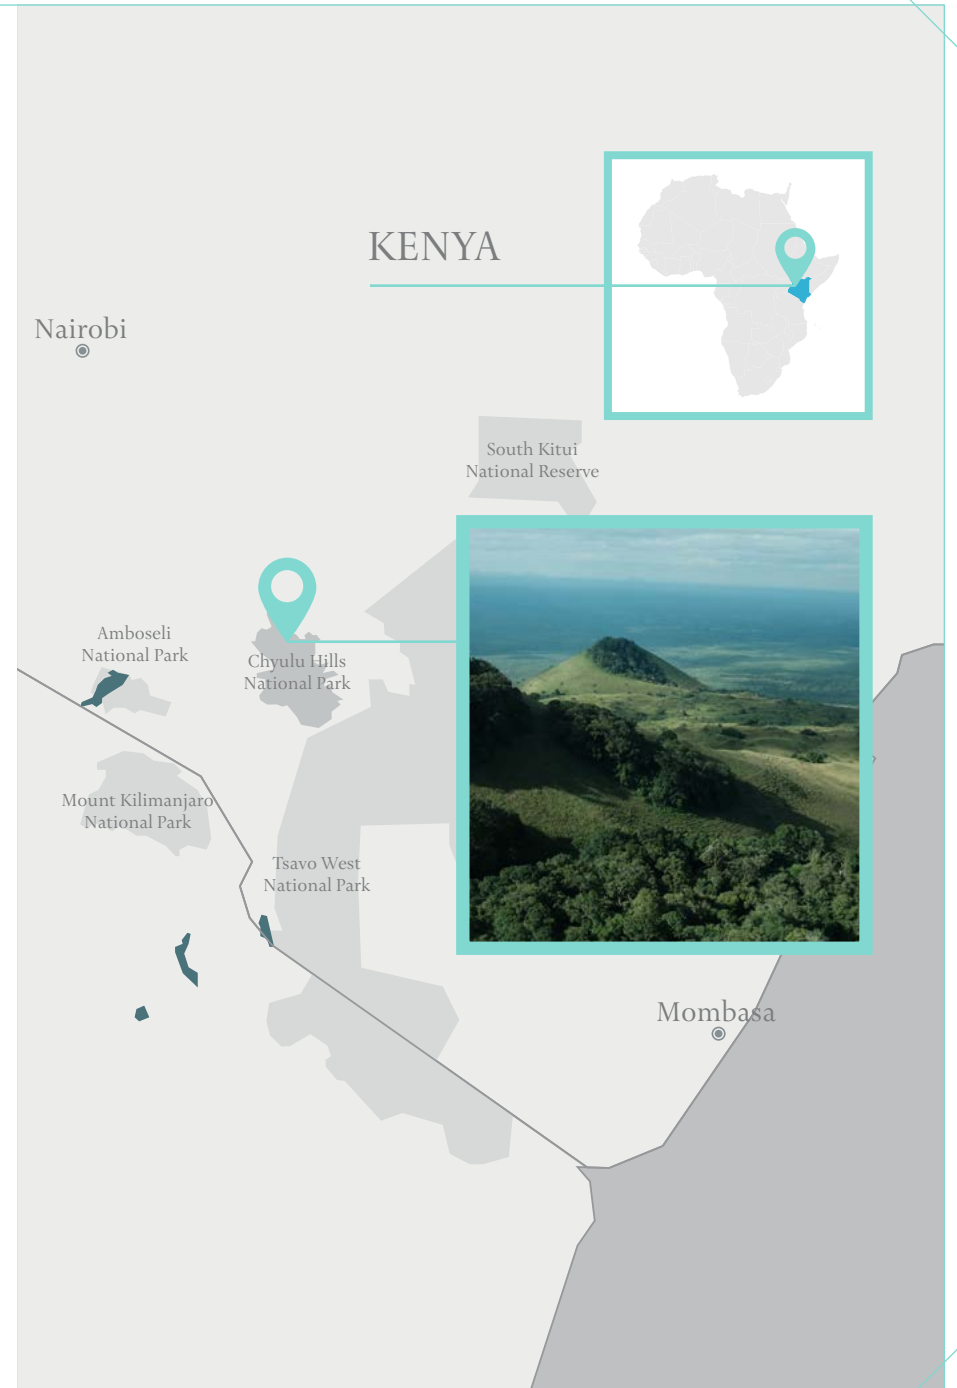 KENYA
Nairobi
South Kitui
National Reserve
Amboseli
National Park
Chyulu Hills
National Park
Mount Kilimanjaro
National Park
Tsavo West
National Park
Mombasa